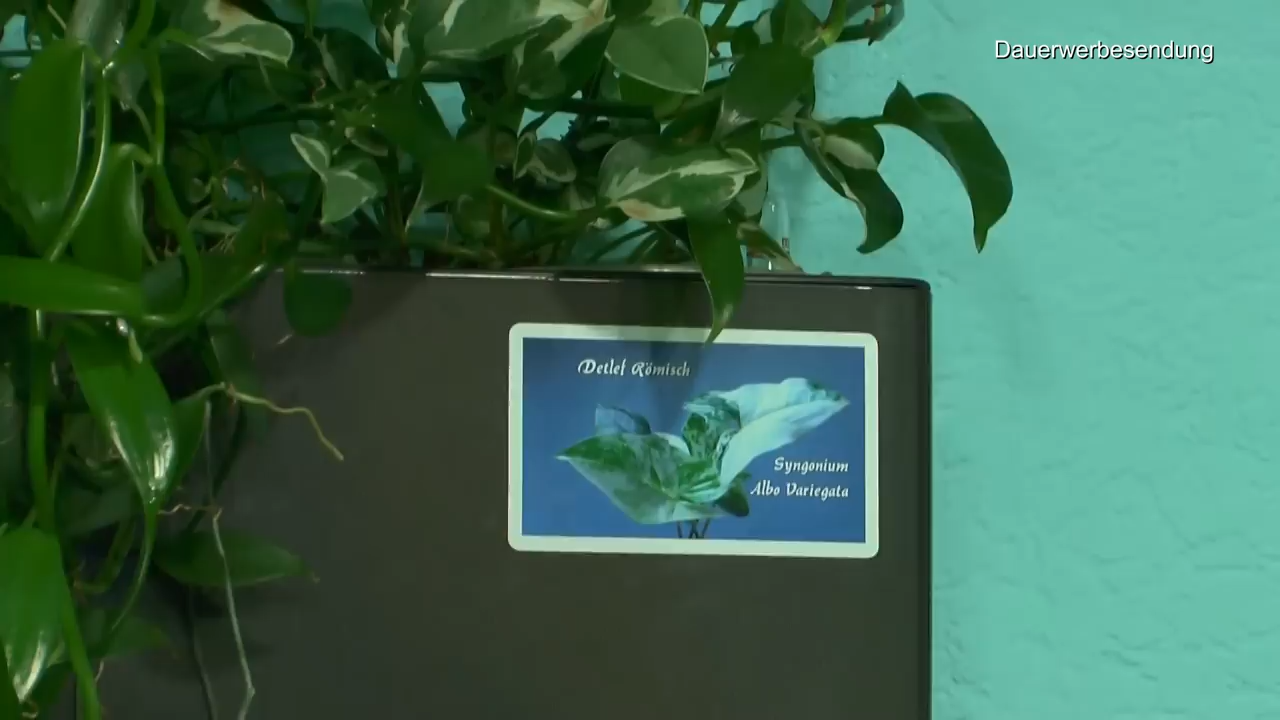 Dauerwerbesendung
Detlef Römisch
Syngonium
Albo Variegata